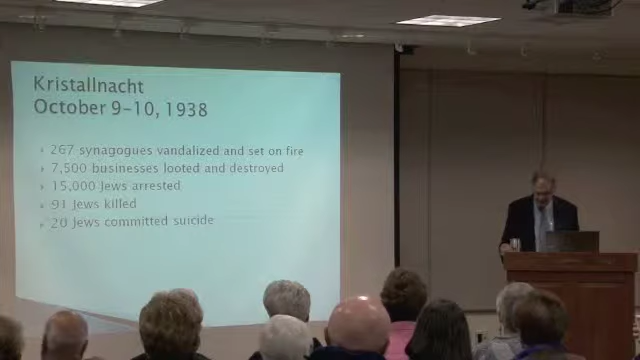 Kristallnacht
October 9-10, 1938
267 synagogues vandalized and set on fire
7,500 businesses looted and destroyed
15,000 Jews arrested
91 Jews killed
20 Jews committed suicide